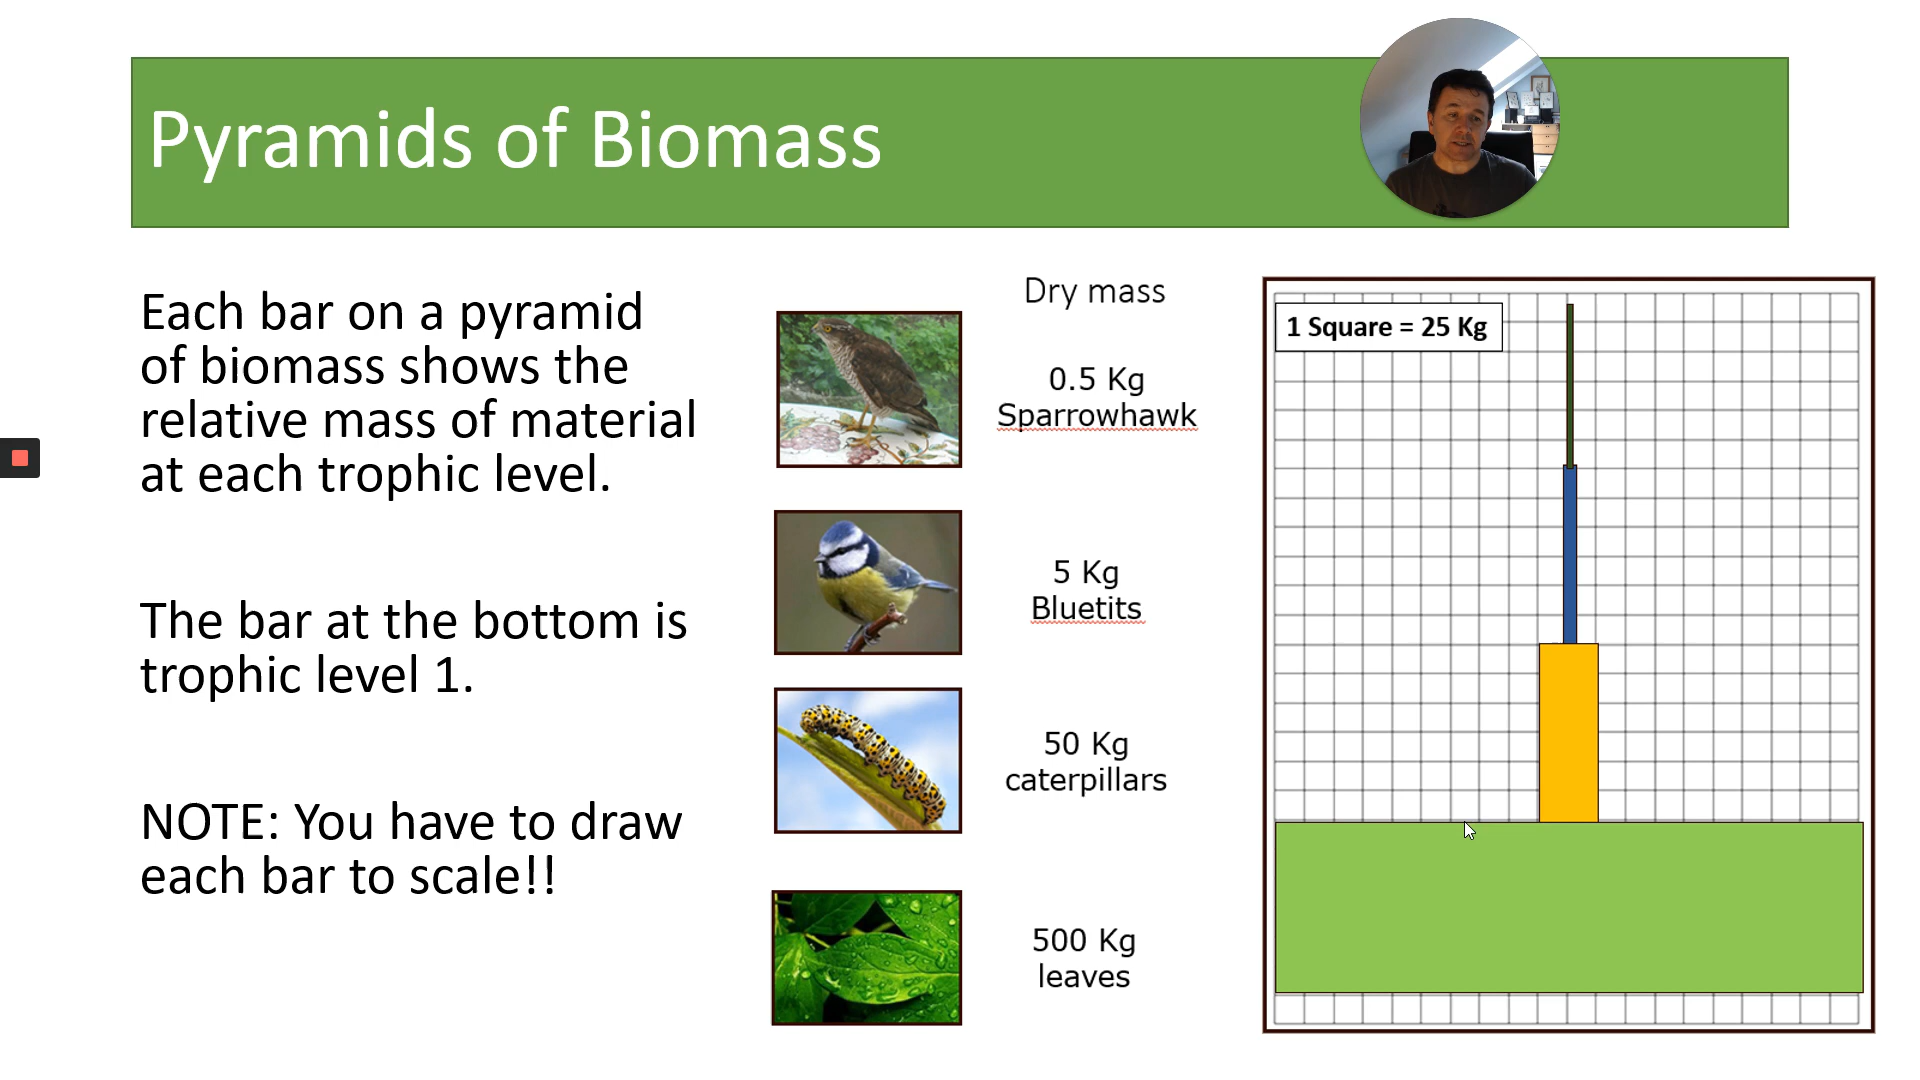 Pyramids of Biomass
Each bar on a pyramid
of biomass shows the
relative mass of material
at each trophic level.
The bar at the bottom is
trophic level 1.
NOTE: You have to draw
each bar to scale!!
Dry mass
0.5 Kg
Sparrowhawk
5 Kg
Bluetits
50 Kg
caterpillars
500 Kg
leaves
1 Square = 25 Kg